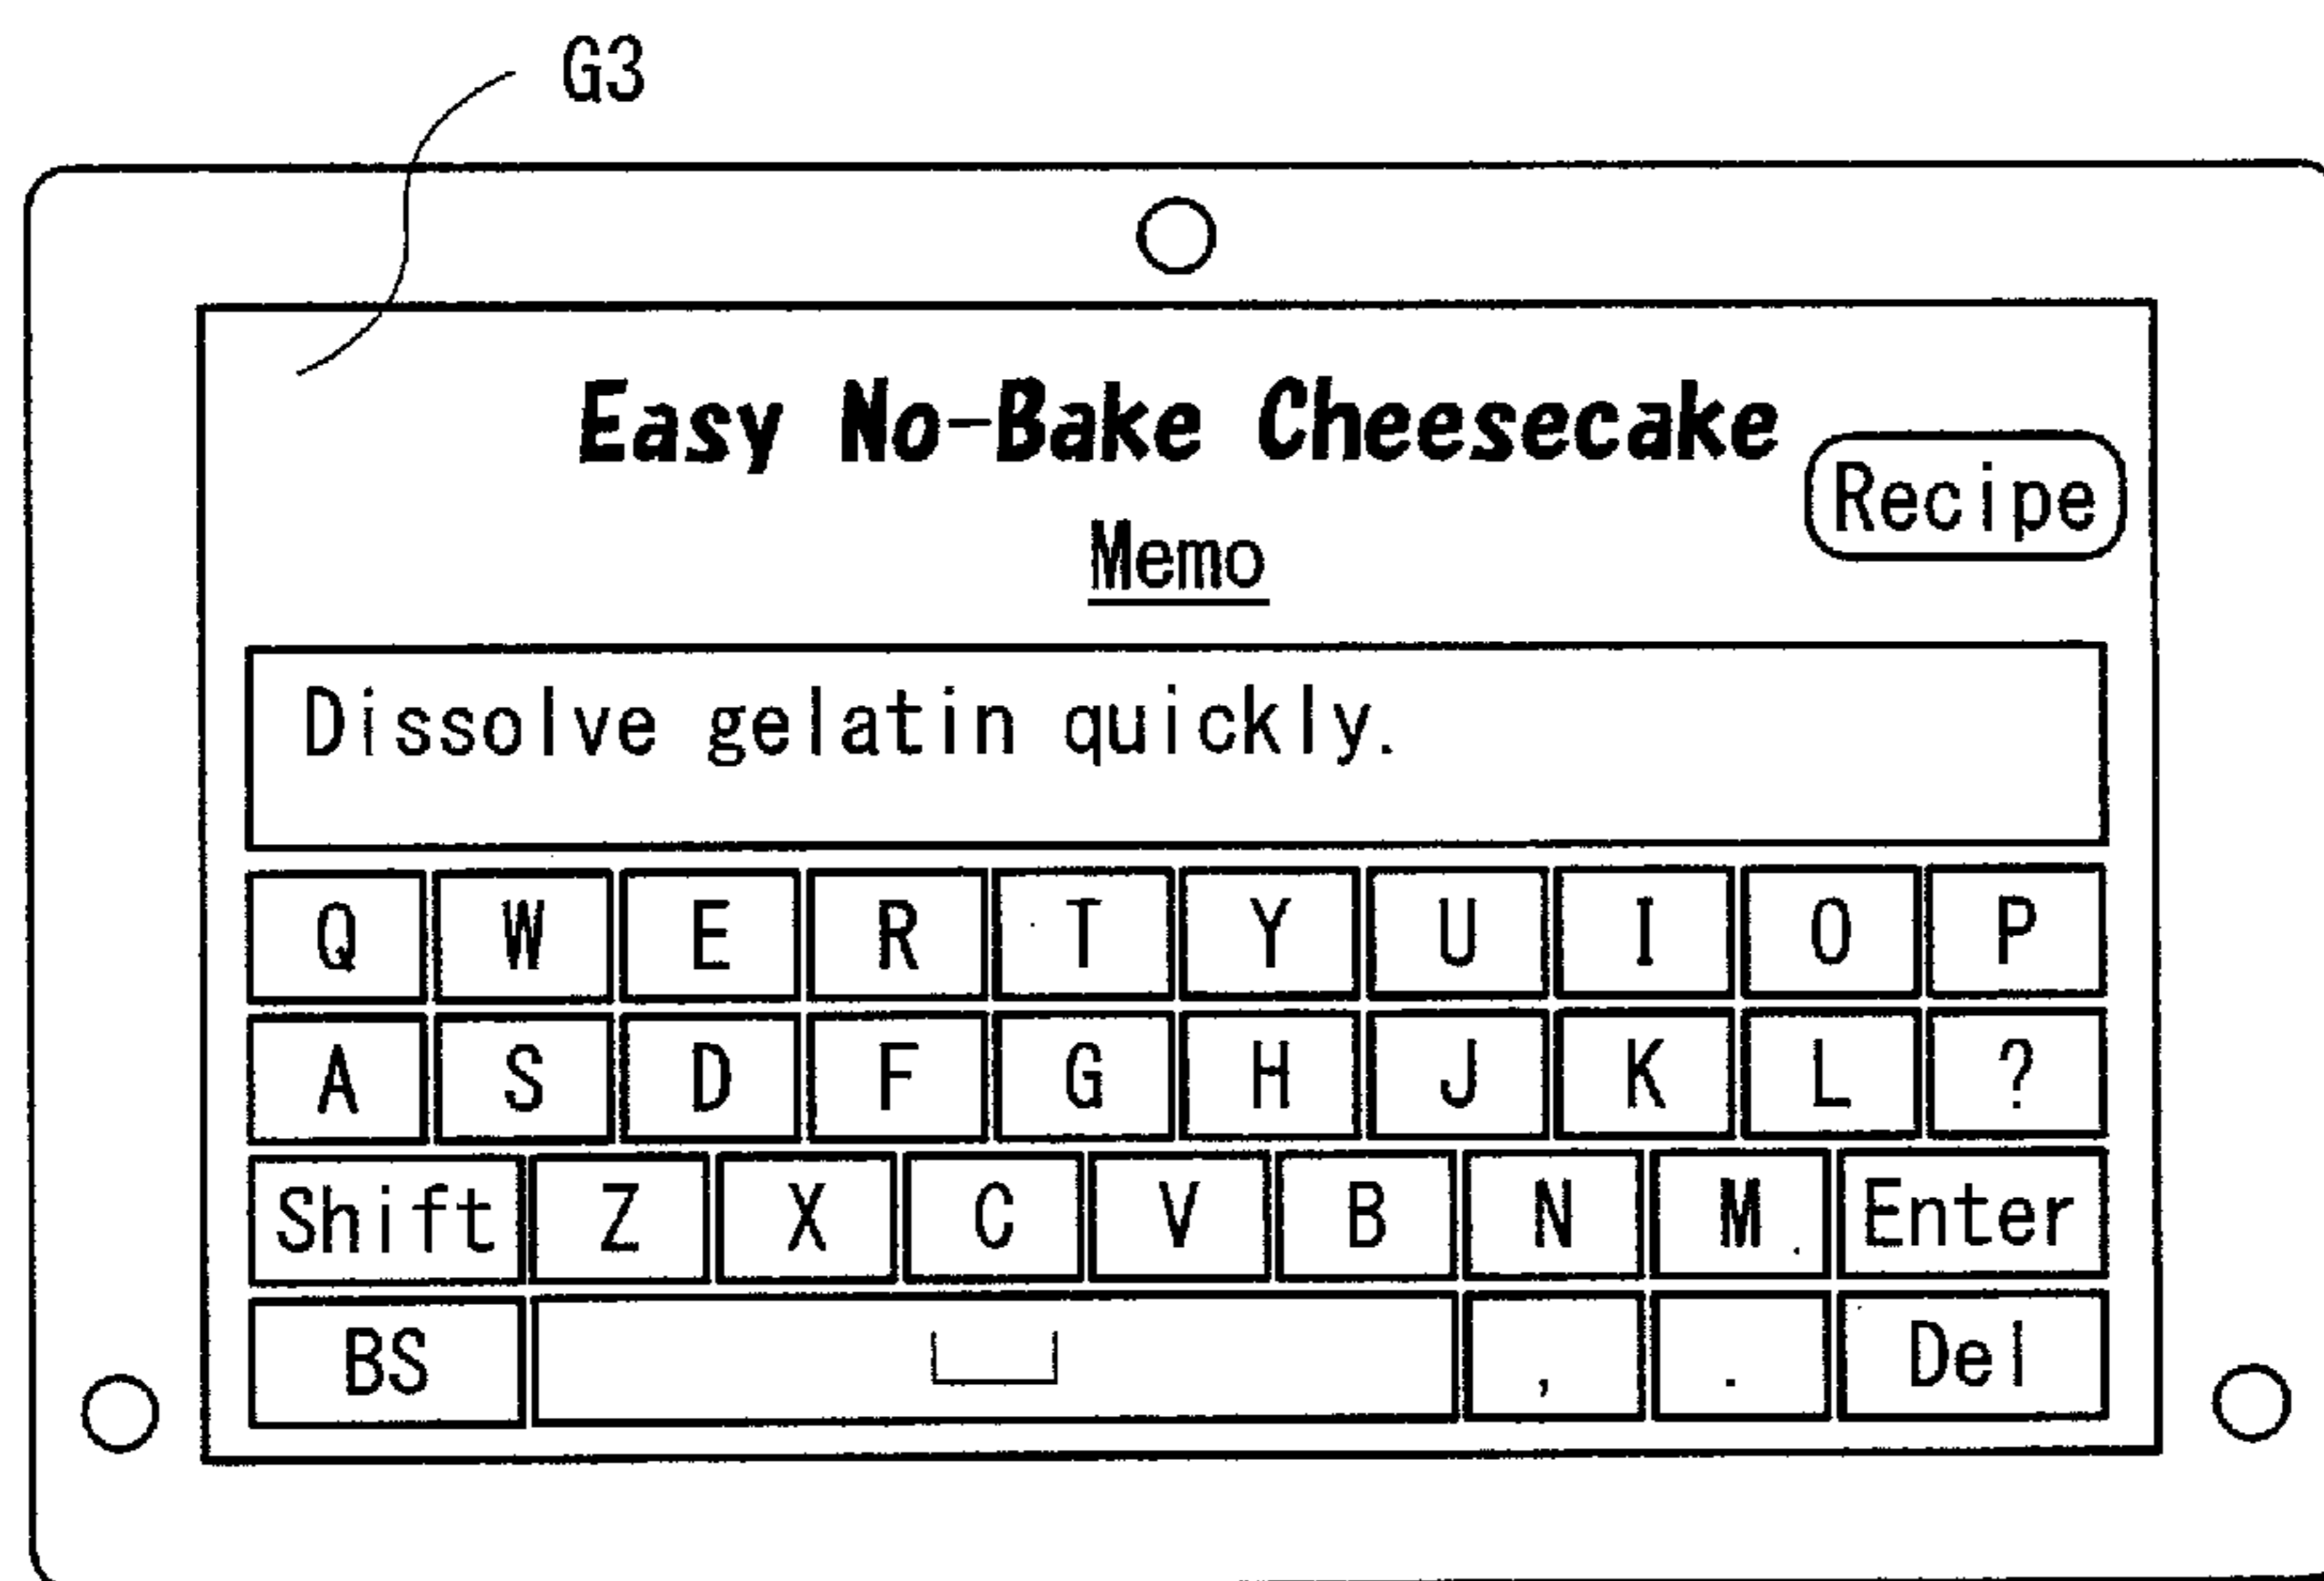 G3
Easy No-Bake Cheesecake
Recipe
Memo
Dissolve gelatin quickly.
Q W E R T Y U I O P
A S D F G H J K L ?
Shift Z X C V B N M Enter
BS , . Del